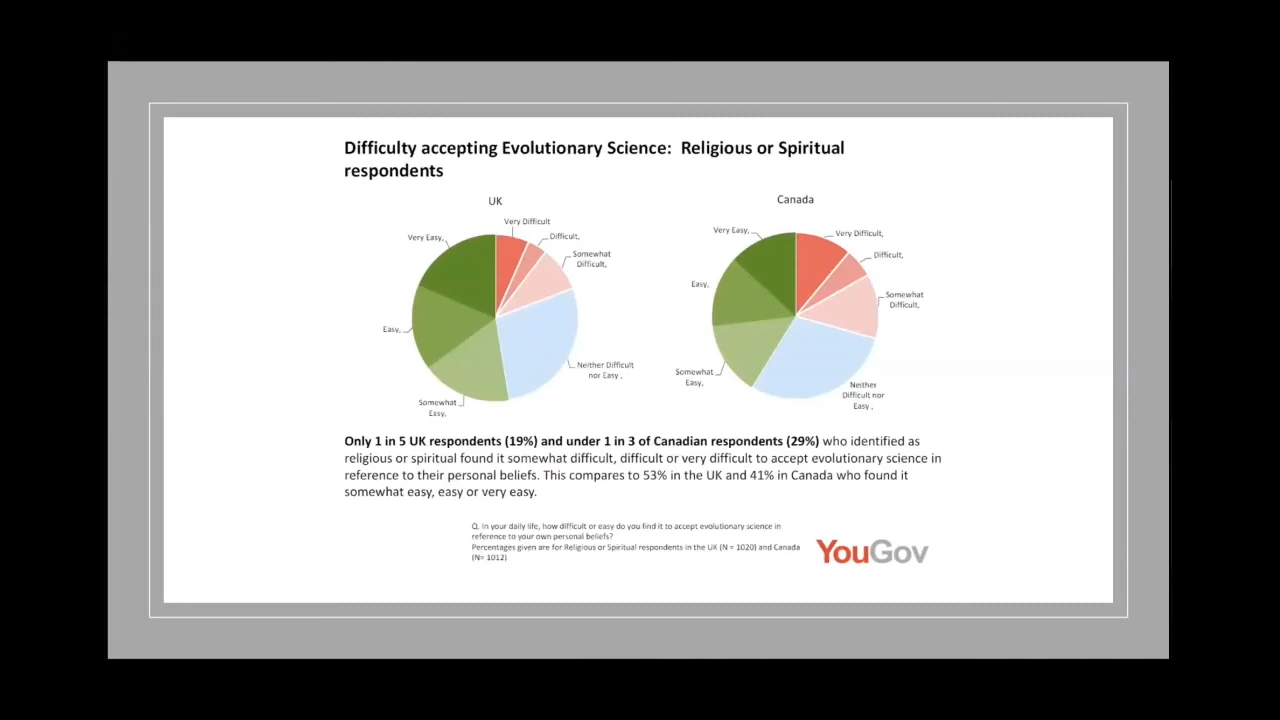 Difficulty accepting Evolutionary Science: Religious or Spiritual
respondents
UK
Very Difficult
Difficult,
Somewhat
Difficult,
Neither Difficult
nor Easy ,
Somewhat
Easy,
Easy,
Very Easy,
Canada
Very Difficult,
Difficult,
Somewhat
Difficult,
Neither
Difficult nor
Easy ,
Somewhat
Easy,
Easy,
Very Easy,
Only 1 in 5 UK respondents (19%) and under 1 in 3 of Canadian respondents (29%) who identified as
religious or spiritual found it somewhat difficult, difficult or very difficult to accept evolutionary science in
reference to their personal beliefs. This compares to 53% in the UK and 41% in Canada who found it
somewhat easy, easy or very easy.
Q. In your daily life, how difficult or easy do you find it to accept evolutionary science in
reference to your own personal beliefs?
Percentages given are for Religious or Spiritual respondents in the UK (N = 1020) and Canada
(N= 1012)
YouGov